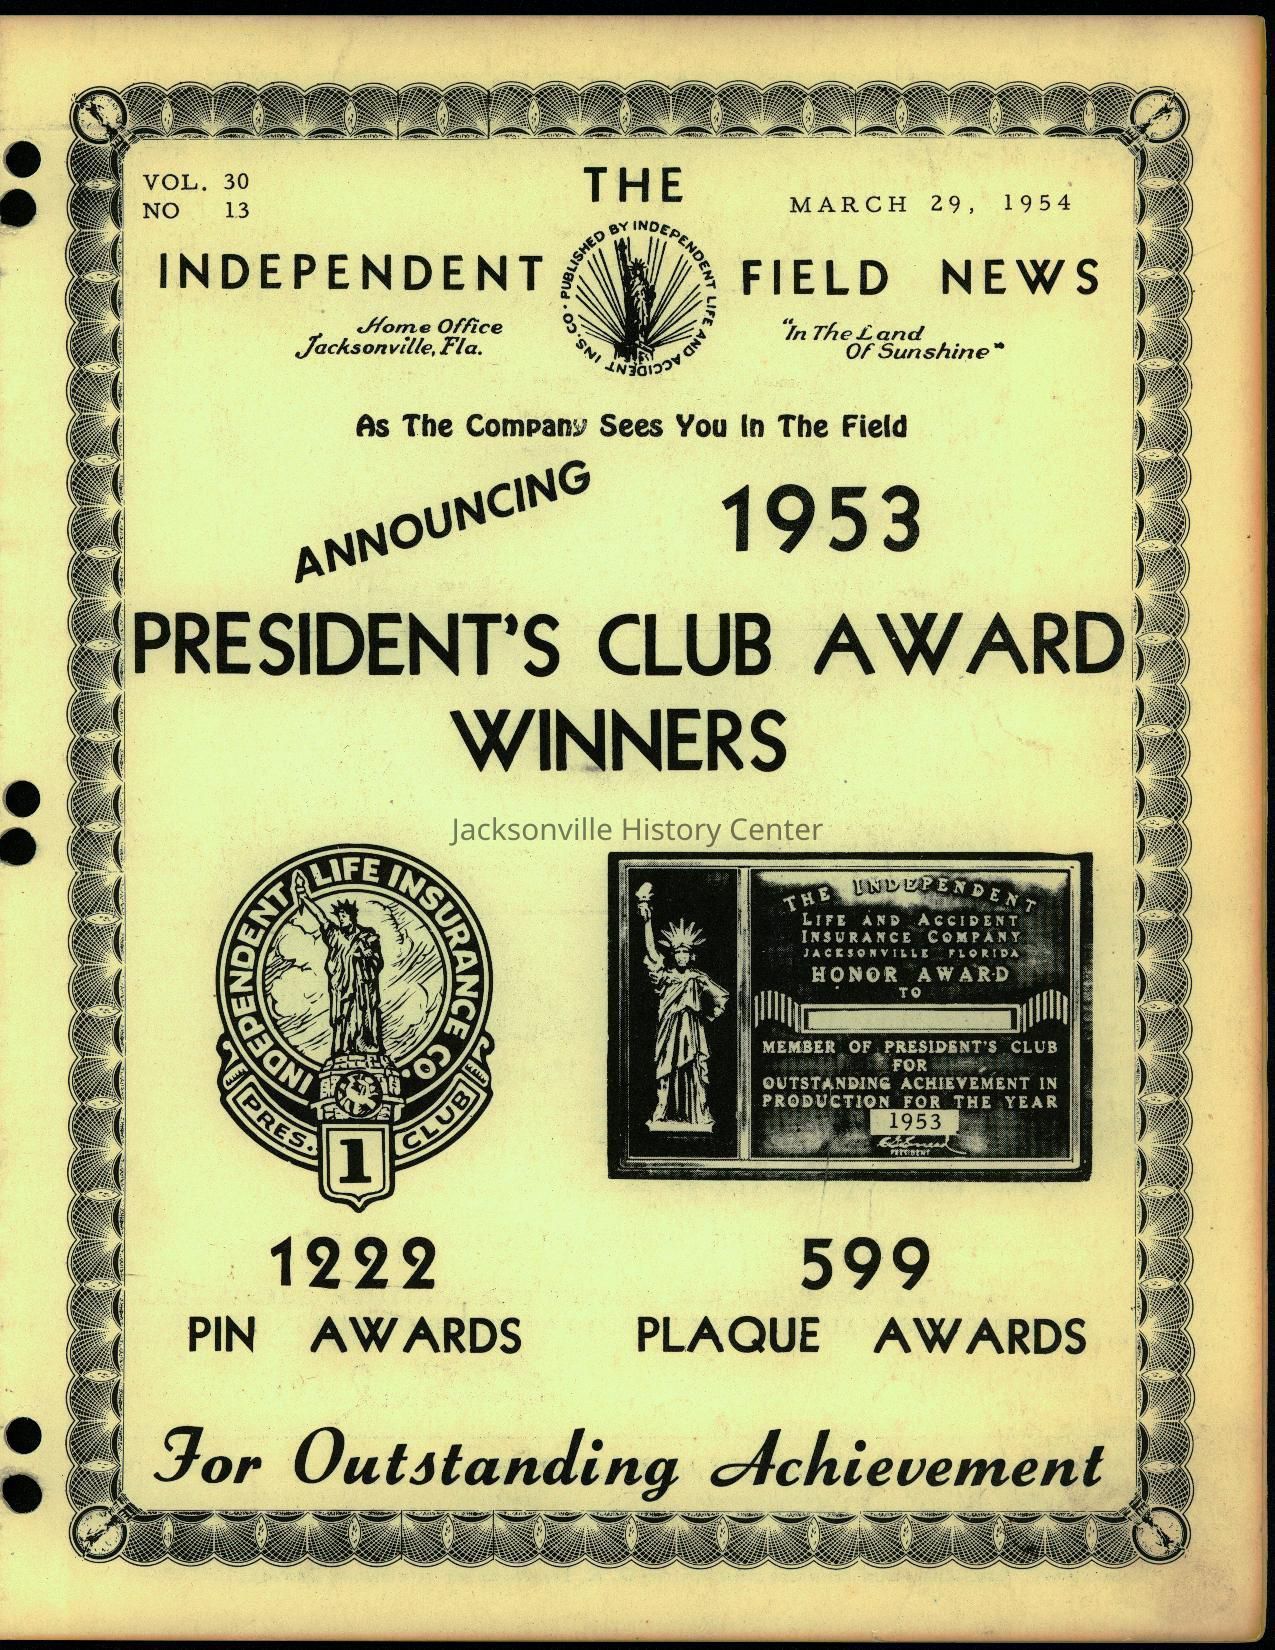 VOL. 30
NO 13
THE
MARCH 29, 1954
INDEPENDENT FIELD NEWS
PUBLISHED BY INDEPENDENT LIFE AND ACCIDENT INS. CO.
Home Office
Jacksonville, Fla.
"In The Land
Of Sunshine"
As The Company Sees You In The Field
ANNOUNCING 1953
PRESIDENT'S CLUB AWARD
WINNERS
Jacksonville History Center
INDEPENDENT LIFE INSURANCE CO.
PRES. CLUB
1
THE INDEPENDENT
LIFE AND ACCIDENT
INSURANCE COMPANY
JACKSONVILLE FLORIDA
HONOR AWARD
TO
MEMBER OF PRESIDENT'S CLUB
FOR
OUTSTANDING ACHIEVEMENT IN
PRODUCTION FOR THE YEAR
1953
PRESIDENT
1222
PIN AWARDS
599
PLAQUE AWARDS
For Outstanding Achievement